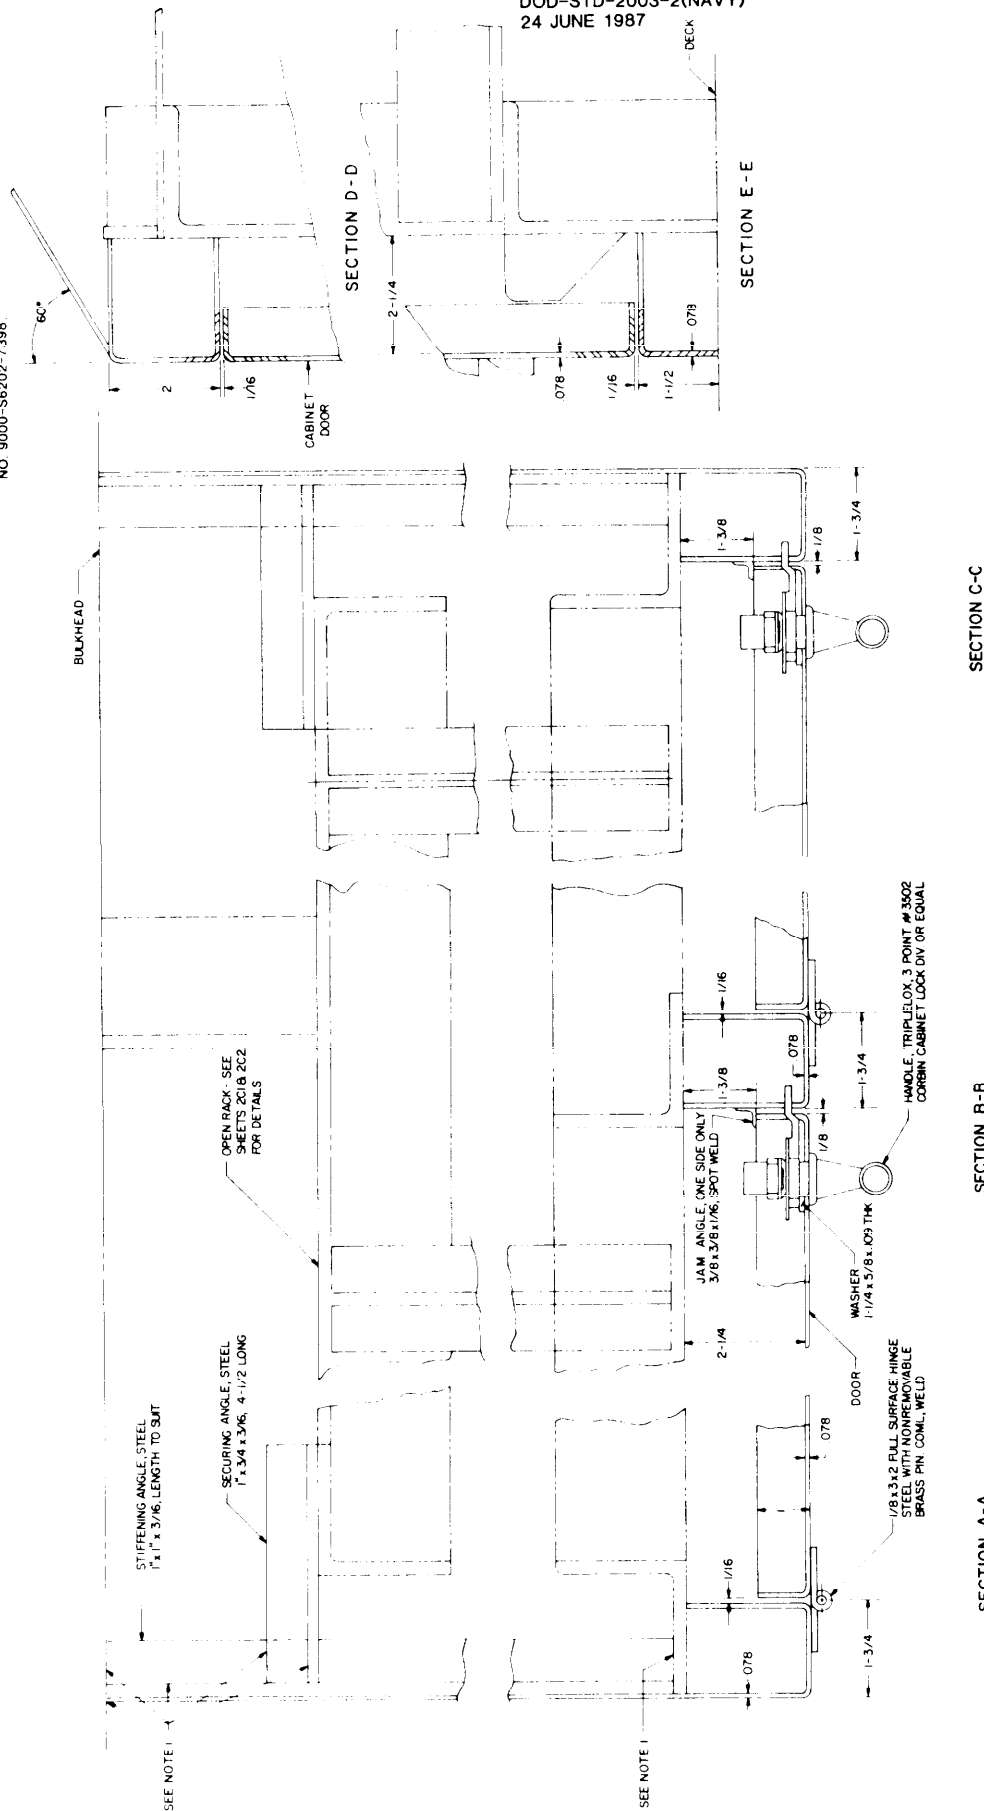 DOD-STD-2003-2(NAVY)
24 JUNE 1987
NO. 9000-S6202-73981
60°
2
1/16
CABINET
DOOR
SECTION D-D
DECK
2-1/4
.078
1/16
1-1/2
.078
SECTION E-E
BULKHEAD
1-3/8
1/8
1-3/4
SECTION C-C
OPEN RACK - SEE
SHEETS 2C1 & 2C2
FOR DETAILS
JAM ANGLE, ONE SIDE ONLY
3/8 x 3/8 x 1/16, SPOT WELD
1-3/8
1/16
.078
1-3/4
1/8
2-1/4
HANDLE, TRIPLELOX, 3 POINT # 3502
CORBIN CABINET LOCK DIV OR EQUAL
WASHER
1-1/4 x 5/8 x .109 THK
DOOR
SECTION B-B
STIFFENING ANGLE, STEEL
1" x 1" x 3/16, LENGTH TO SUIT
SECURING ANGLE, STEEL
1" x 3/4 x 3/16, 4-1/2 LONG
SEE NOTE 1
SEE NOTE 1
1
1/16
.078
.078
1-3/4
1/8 x 3 x 2 FULL SURFACE HINGE
STEEL WITH NONREMOVABLE
BRASS PIN. COML, WELD
SECTION A-A